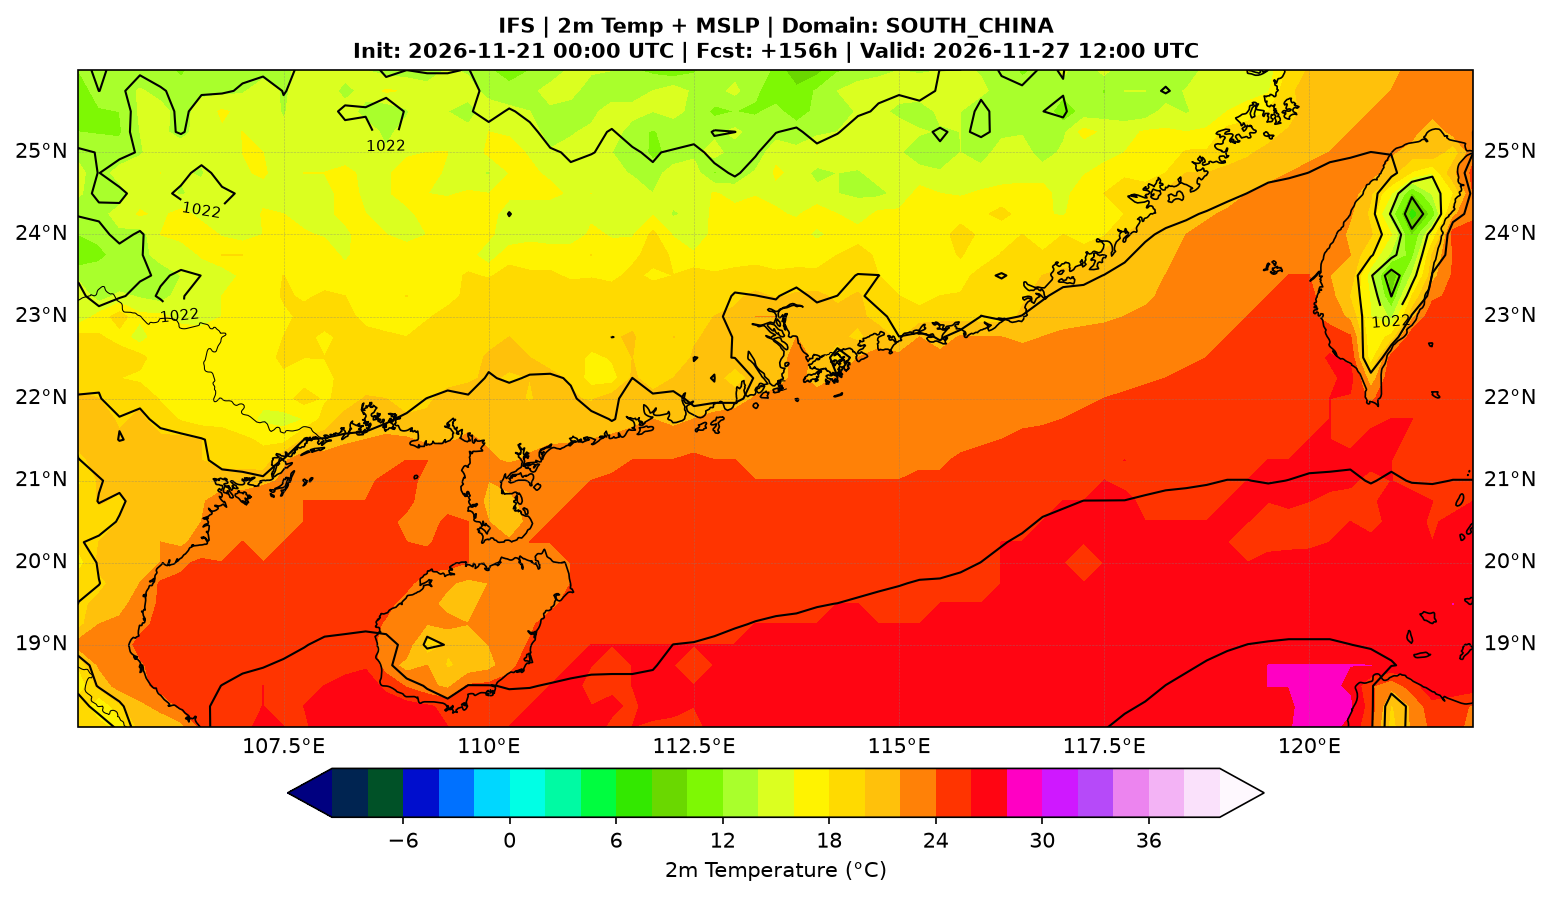 IFS | 2m Temp + MSLP | Domain: SOUTH_CHINA
Init: 2026-11-21 00:00 UTC | Fcst: +156h | Valid: 2026-11-27 12:00 UTC
1022
25°N 25°N
1022
24°N 24°N
1022
23°N 1022 23°N
22°N 22°N
21°N 21°N
20°N 20°N
19°N 19°N
107.5°E 110°E 112.5°E 115°E 117.5°E 120°E
−6 0 6 12 18 24 30 36
2m Temperature (°C)